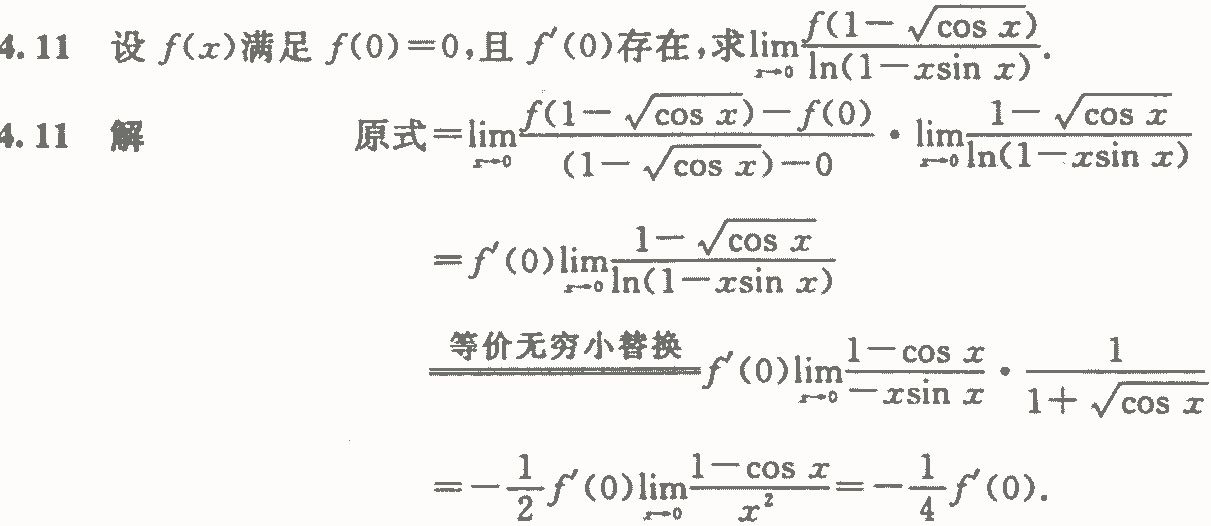 4.11 设 f(x)满足 f(0)=0,且 f′(0)存在,求$\lim_{x\to 0}\frac{f(1-\sqrt{\cos x})}{\ln(1-x\sin x)}$.
4.11 解 原式=$\lim_{x\to 0}\frac{f(1-\sqrt{\cos x})-f(0)}{(1-\sqrt{\cos x})-0}\cdot\lim_{x\to 0}\frac{1-\sqrt{\cos x}}{\ln(1-x\sin x)}$
$=f'(0)\lim_{x\to 0}\frac{1-\sqrt{\cos x}}{\ln(1-x\sin x)}$
$\xlongequal{等价无穷小替换}f'(0)\lim_{x\to 0}\frac{1-\cos x}{-x\sin x}\cdot\frac{1}{1+\sqrt{\cos x}}$
$=-\frac{1}{2}f'(0)\lim_{x\to 0}\frac{1-\cos x}{x^2}=-\frac{1}{4}f'(0).$